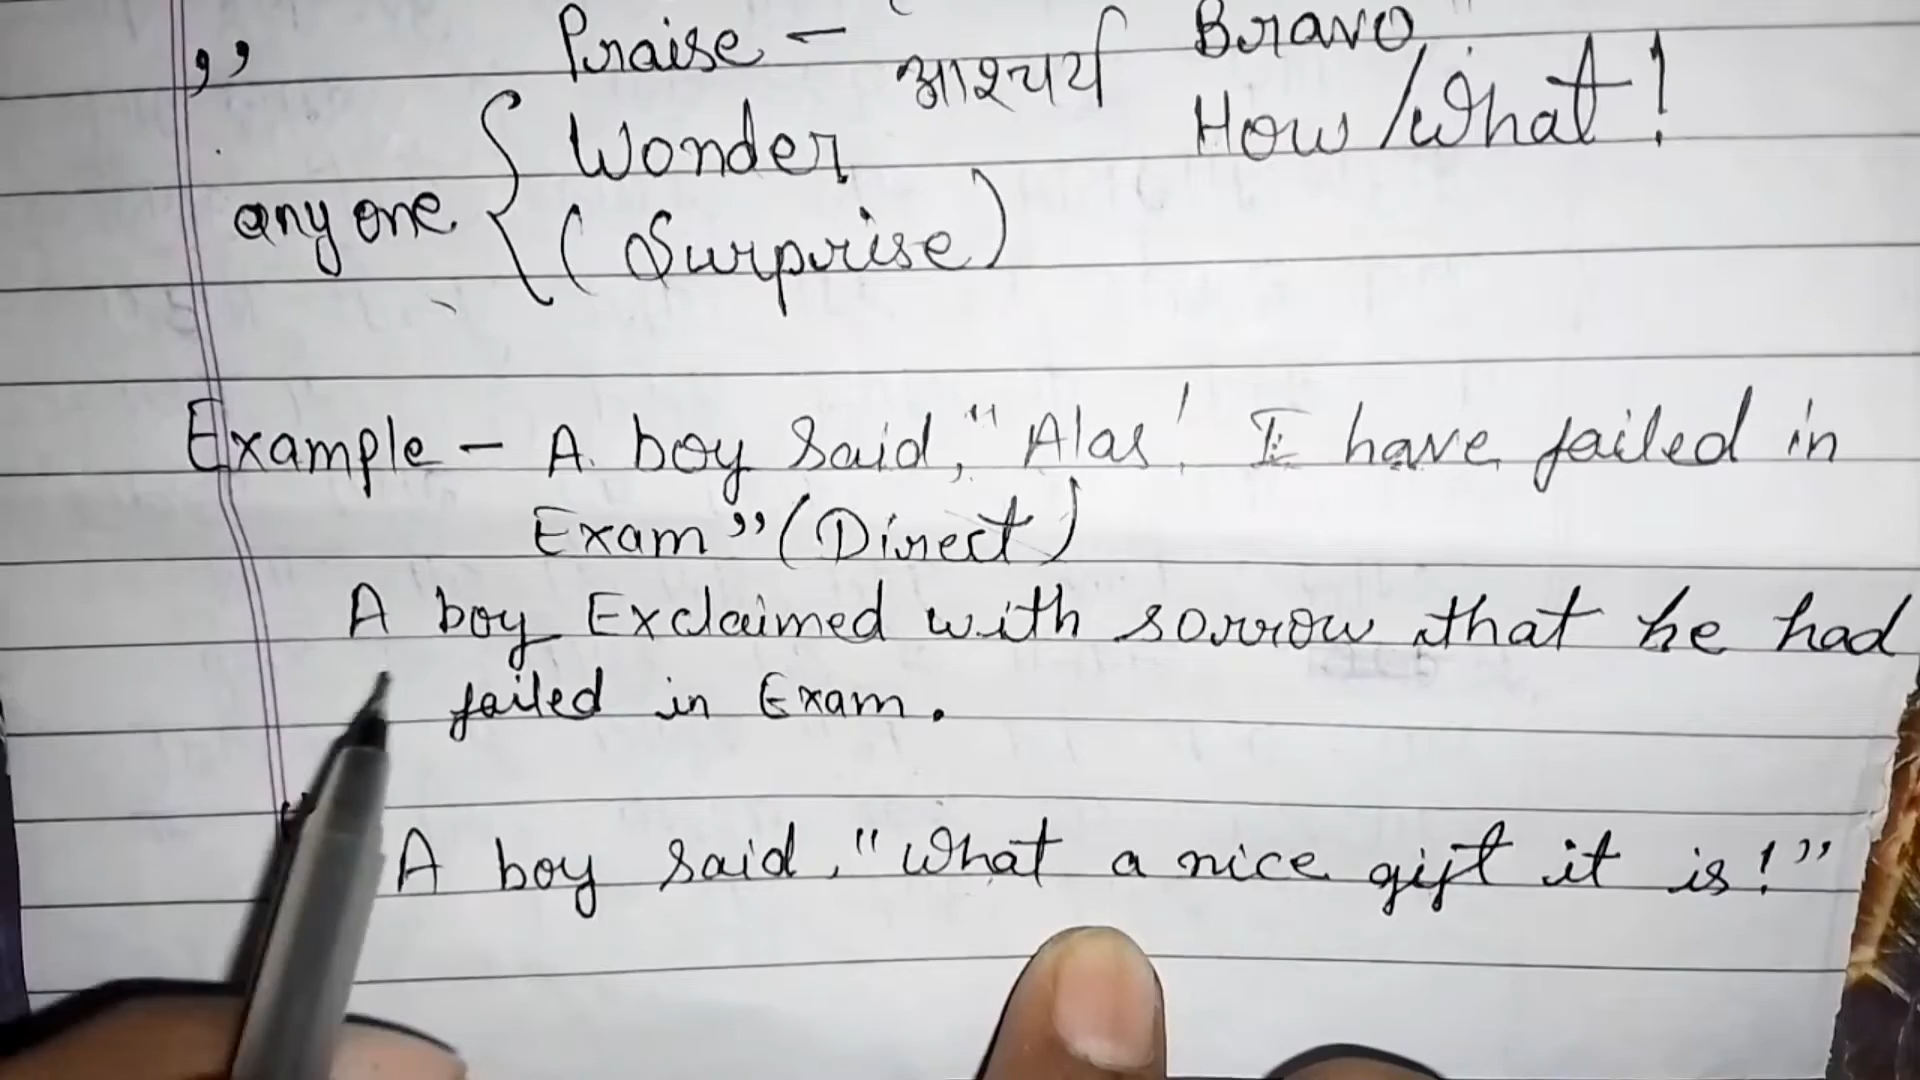 ,, Praise - Bravo
आश्चर्य
any one { Wonder How/What!
(Surprise)
Example - A boy said, "Alas! I have failed in
Exam" (Direct)
A boy Exclaimed with sorrow that he had
failed in Exam.
A boy said, "What a nice gift it is!"